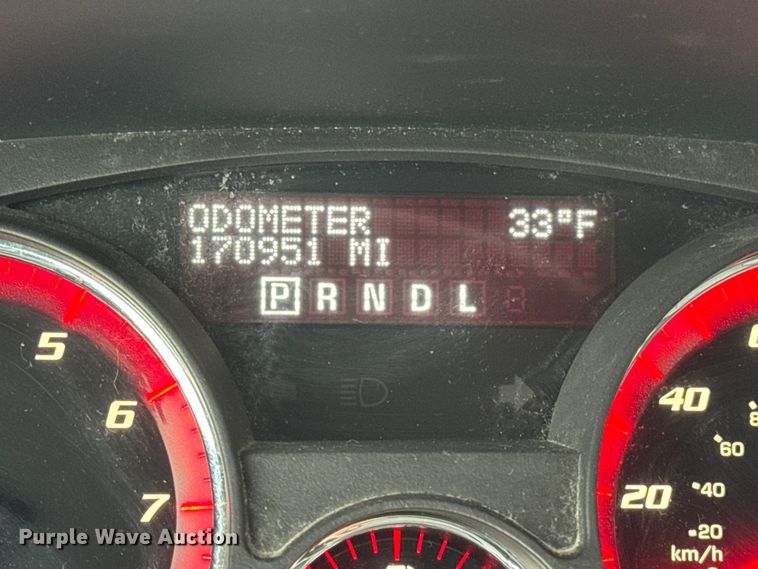 ODOMETER 33°F
170951 MI
P R N D L
5
6
7
40
20
60
40
20
km/h
Purple Wave Auction